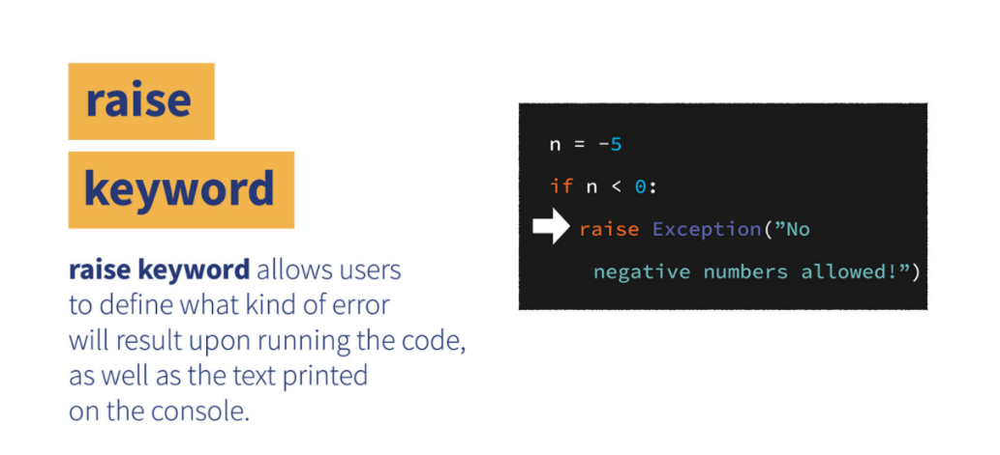 raise
keyword
raise keyword allows users
to define what kind of error
will result upon running the code,
as well as the text printed
on the console.
n = -5
if n < 0:
raise Exception(”No
negative numbers allowed!”)